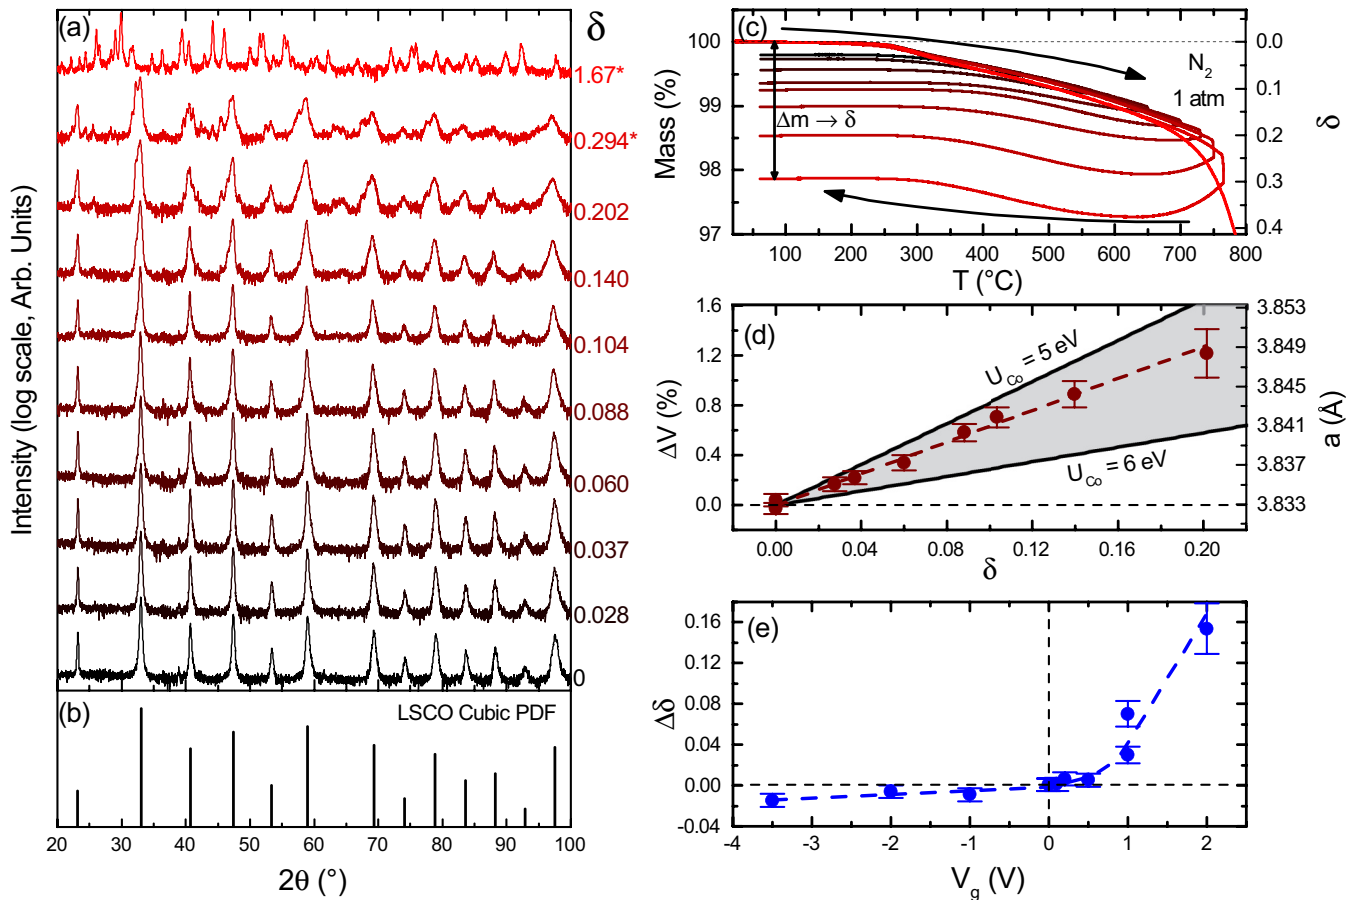 (a)
δ
1.67*
0.294*
0.202
0.140
0.104
0.088
0.060
0.037
0.028
0
Intensity (log scale, Arb. Units)
(b)
LSCO Cubic PDF
20 30 40 50 60 70 80 90 100
2θ (°)
(c)
100
99
98
97
Mass (%)
N2
1 atm
Δm → δ
0.0
0.1
0.2
0.3
0.4
δ
0 100 200 300 400 500 600 700 800
T (°C)
(d)
1.6
1.2
0.8
0.4
0.0
ΔV (%)
U Co = 5 eV
U Co = 6 eV
3.853
3.849
3.845
3.841
3.837
3.833
a (Å)
0.00 0.04 0.08 0.12 0.16 0.20
δ
(e)
0.16
0.12
0.08
0.04
0.00
-0.04
Δδ
-4 -3 -2 -1 0 1 2
V g (V)